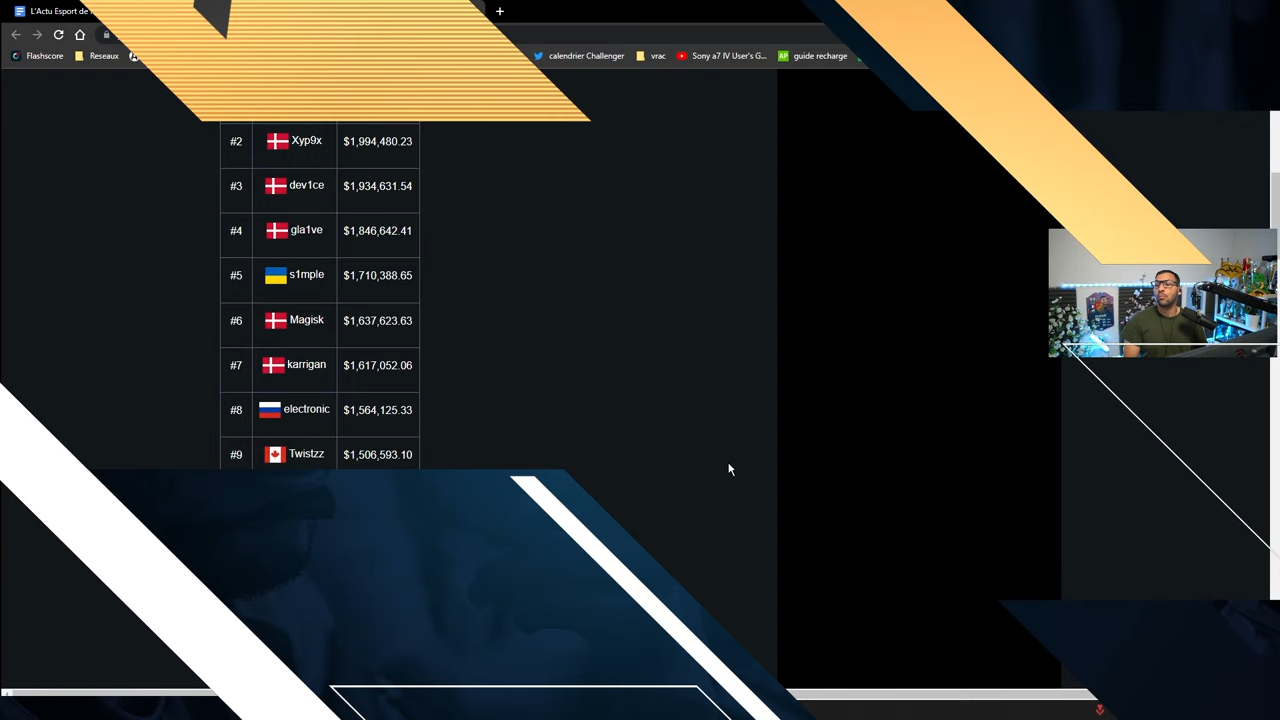 L'Actu Esport de
Flashscore Reseaux calendrier Challenger vrac Sony a7 IV User's G... AP guide recharge
#2 Xyp9x $1,994,480.23
#3 dev1ce $1,934,631.54
#4 gla1ve $1,846,642.41
#5 s1mple $1,710,388.65
#6 Magisk $1,637,623.63
#7 karrigan $1,617,052.06
#8 electronic $1,564,125.33
#9 Twistzz $1,506,593.10